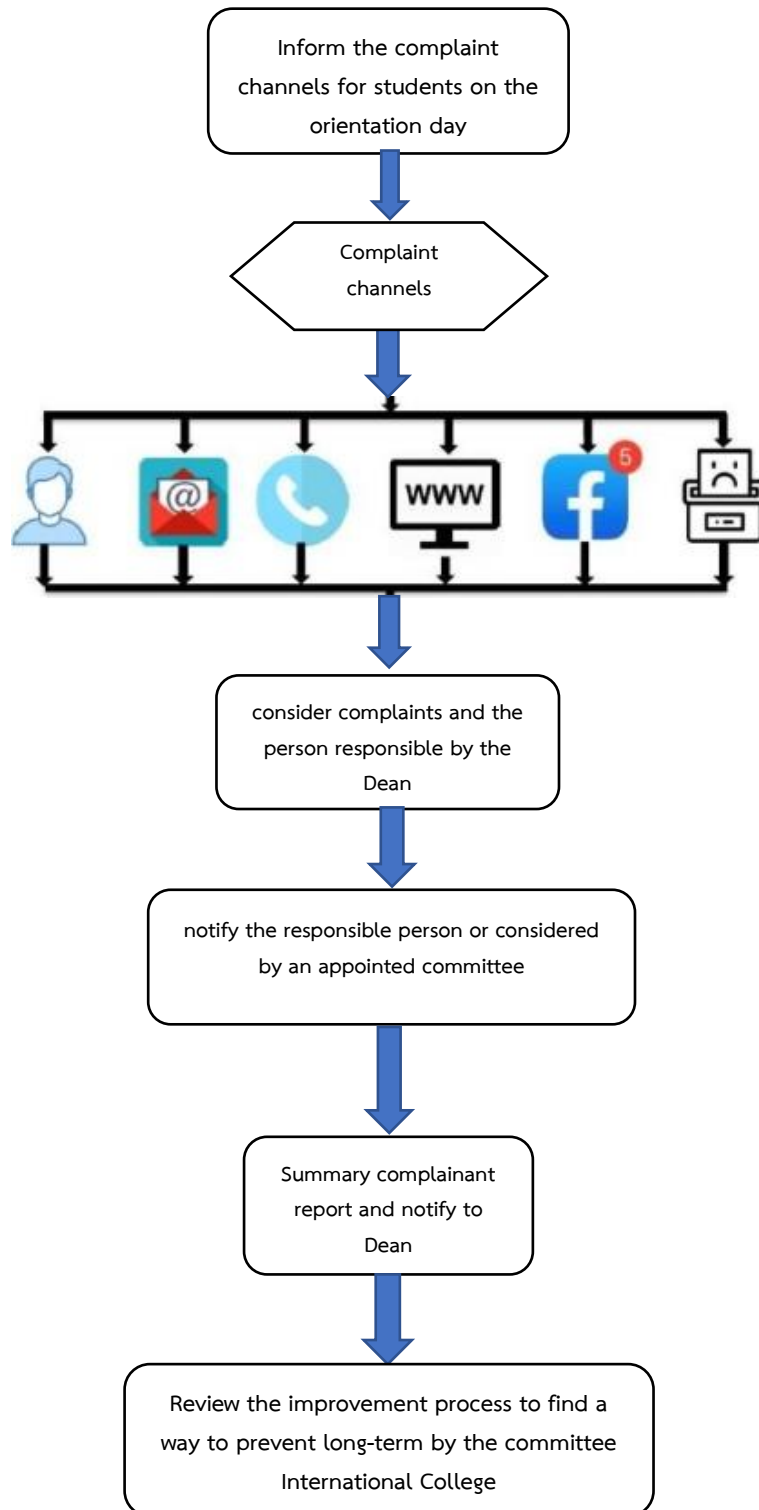 Inform the complaint
channels for students on the
orientation day
Complaint
channels
@
WWW
f
5
consider complaints and the
person responsible by the
Dean
notify the responsible person or considered
by an appointed committee
Summary complainant
report and notify to
Dean
Review the improvement process to find a
way to prevent long-term by the committee
International College